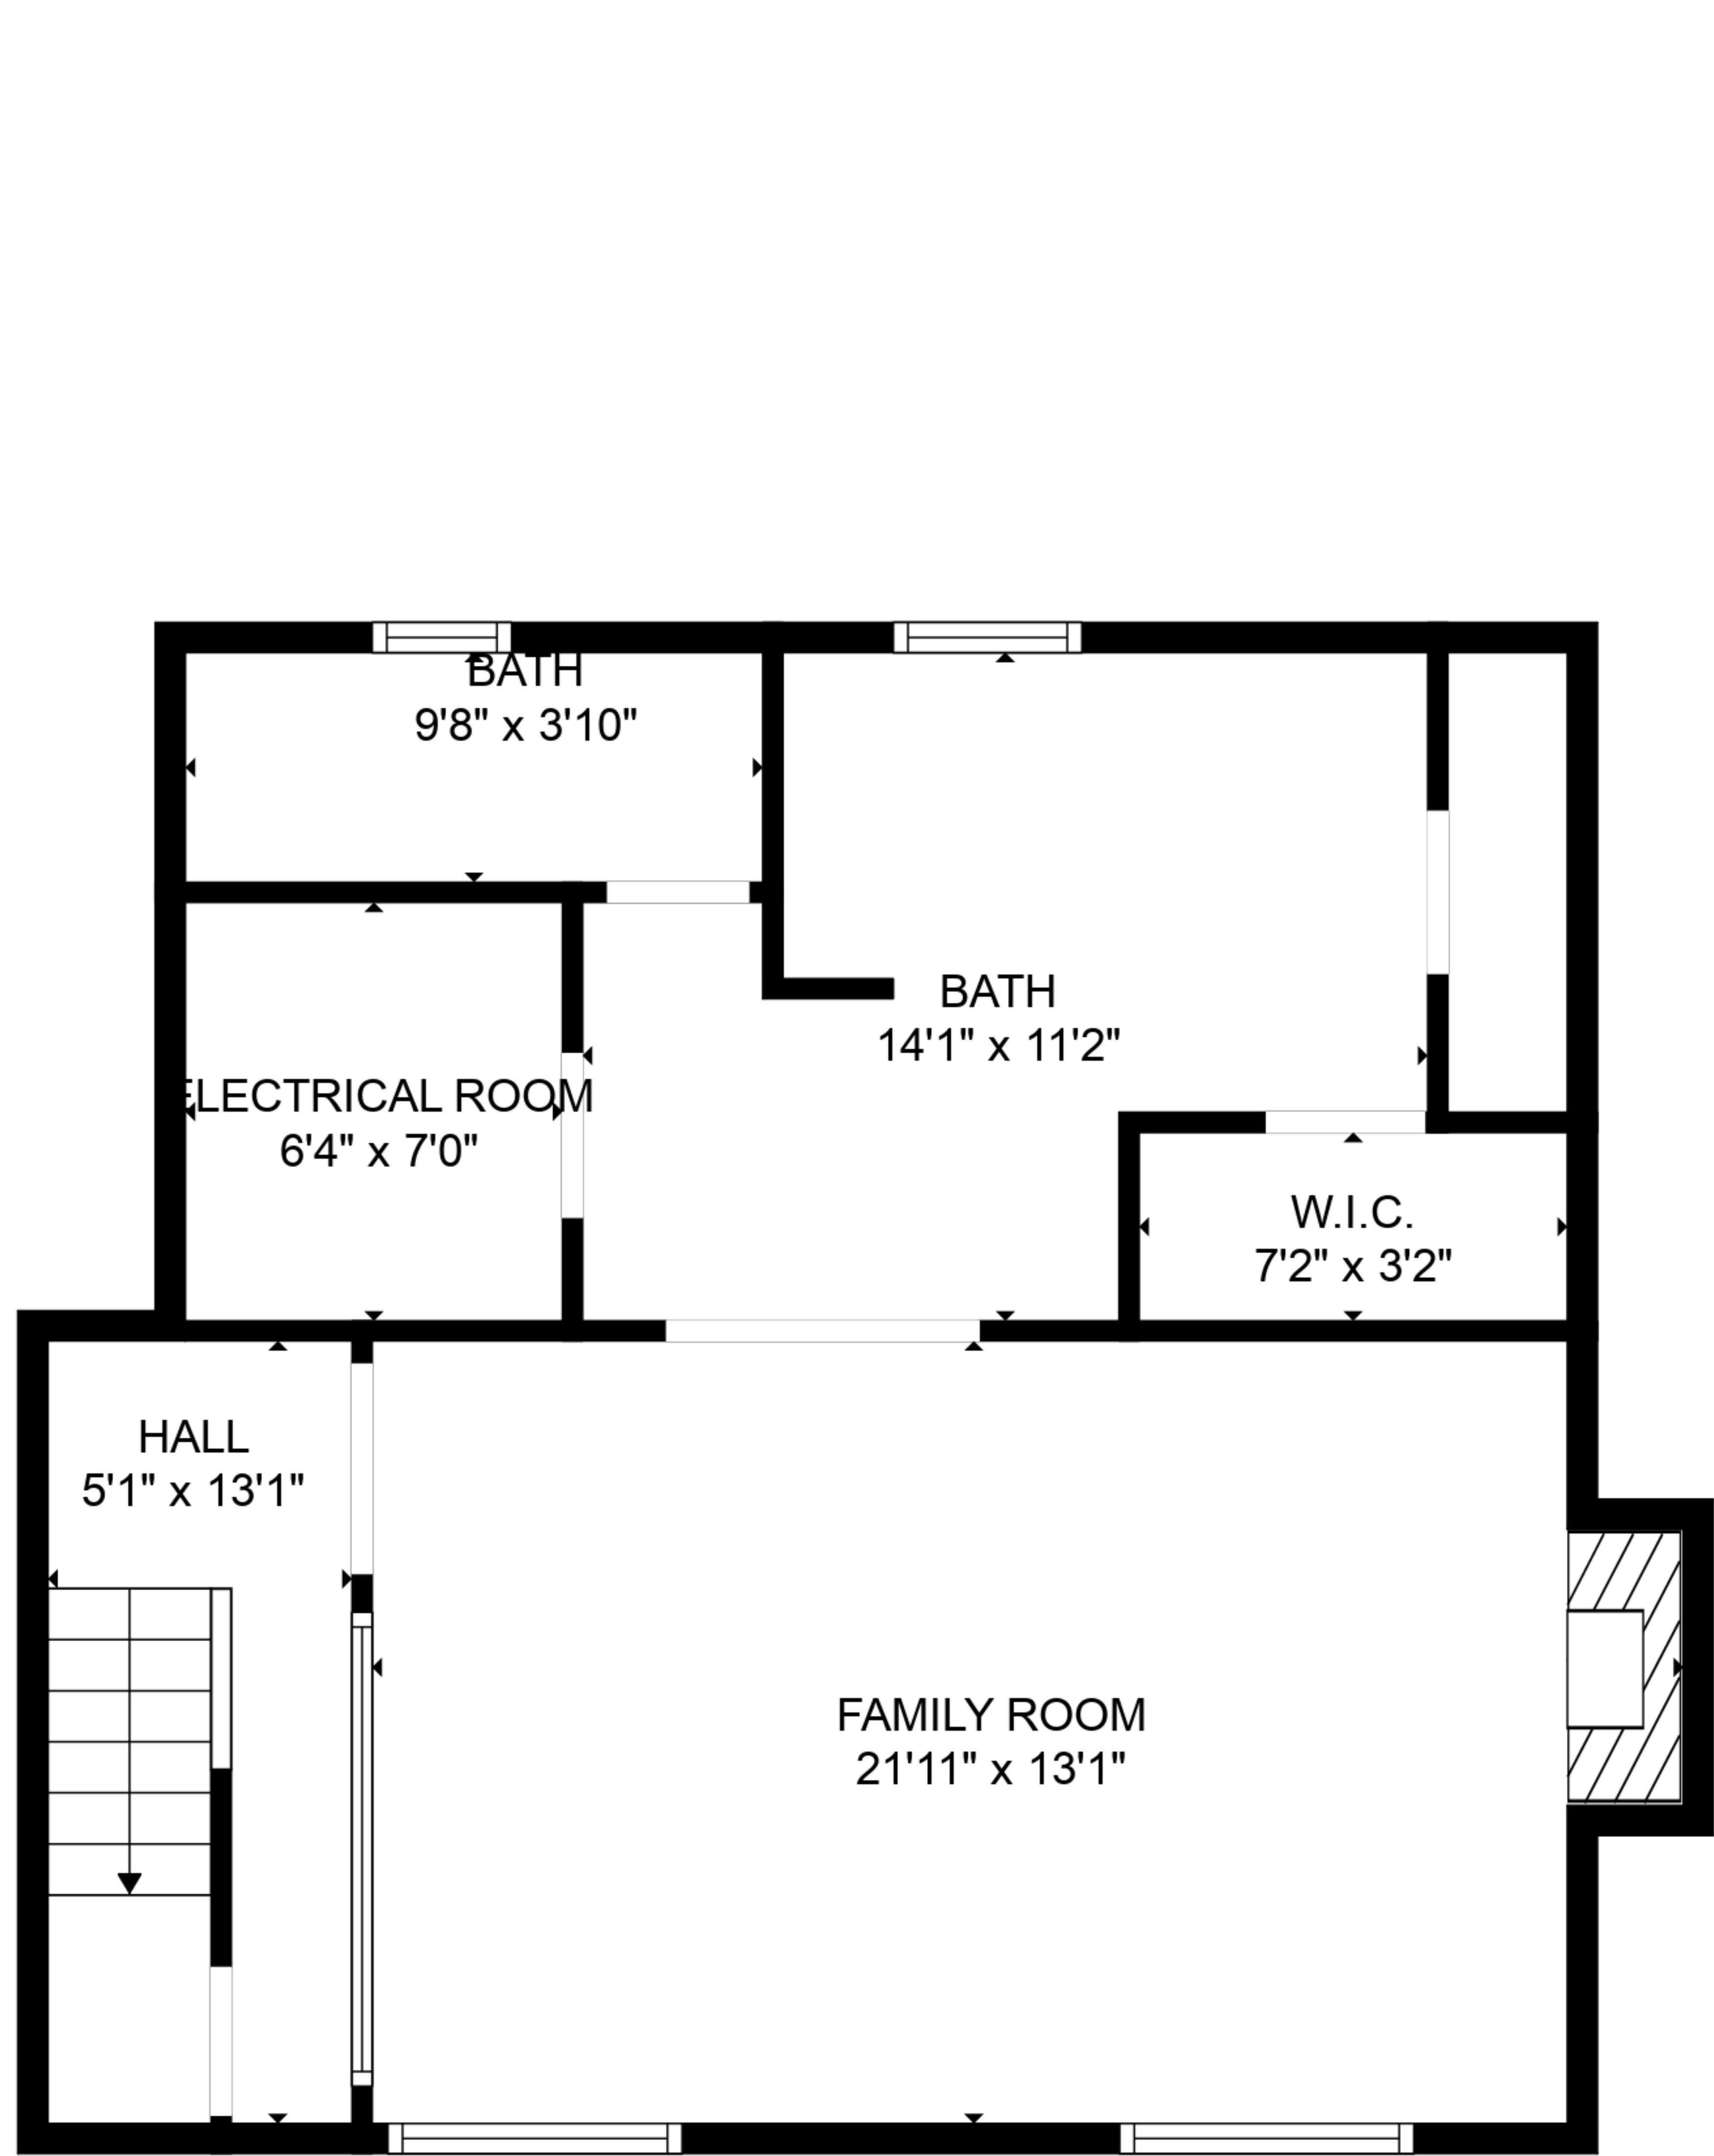 BATH
9'8" x 3'10"
BATH
14'1" x 11'2"
ELECTRICAL ROOM
6'4" x 7'0"
W.I.C.
7'2" x 3'2"
HALL
5'1" x 13'1"
FAMILY ROOM
21'11" x 13'1"